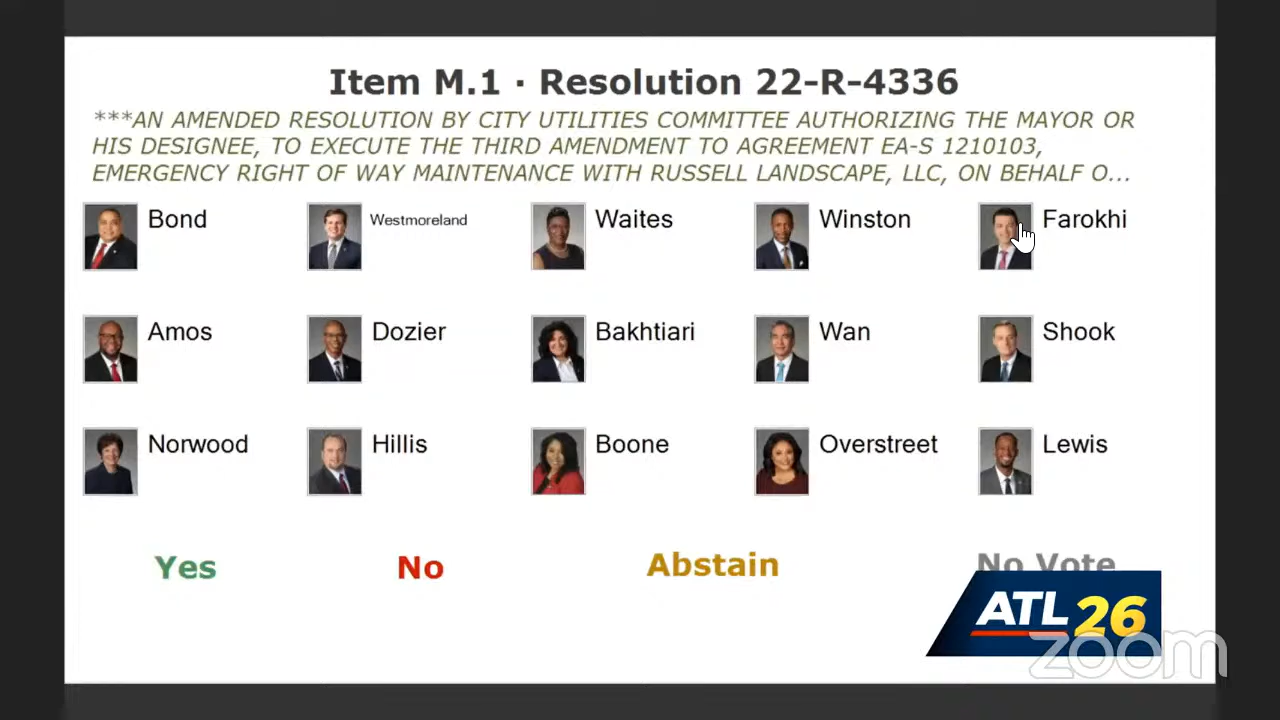 Item M.1 · Resolution 22-R-4336
***AN AMENDED RESOLUTION BY CITY UTILITIES COMMITTEE AUTHORIZING THE MAYOR OR
HIS DESIGNEE, TO EXECUTE THE THIRD AMENDMENT TO AGREEMENT EA-S 1210103,
EMERGENCY RIGHT OF WAY MAINTENANCE WITH RUSSELL LANDSCAPE, LLC, ON BEHALF O...
Bond Westmoreland Waites Winston Farokhi
Amos Dozier Bakhtiari Wan Shook
Norwood Hillis Boone Overstreet Lewis
Yes No Abstain No Vote
ATL 26
zoom